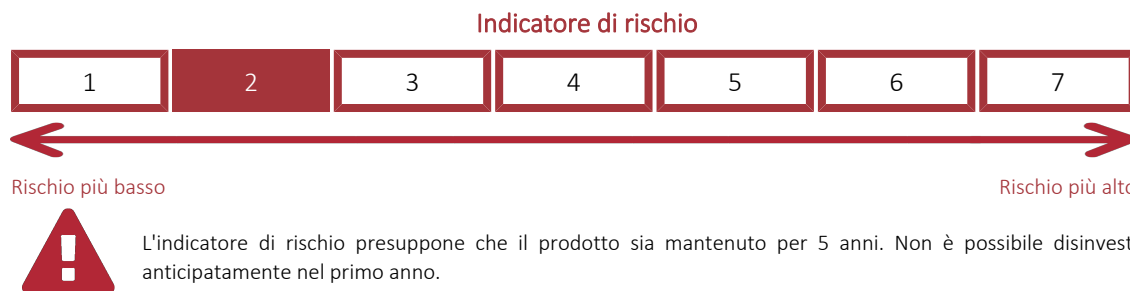 Indicatore di rischio
1 2 3 4 5 6 7
Rischio più basso Rischio più alto
L'indicatore di rischio presuppone che il prodotto sia mantenuto per 5 anni. Non è possibile disinvest
anticipatamente nel primo anno.